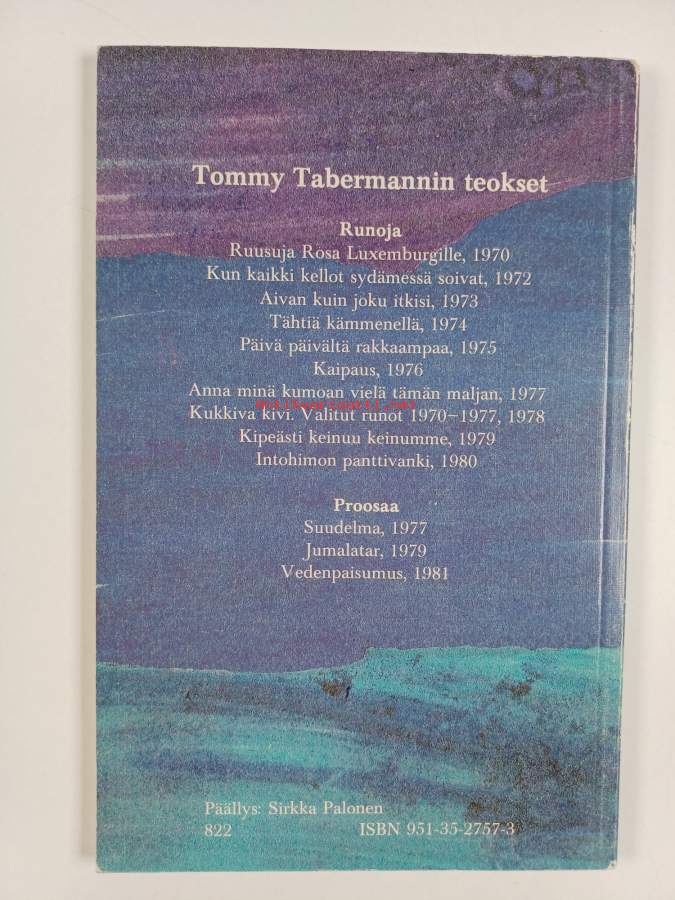 Tommy Tabermannin teokset
Runoja
Ruusuja Rosa Luxemburgille, 1970
Kun kaikki kellot sydämessä soivat, 1972
Aivan kuin joku itkisi, 1973
Tähtiä kämmenellä, 1974
Päivä päivältä rakkaampaa, 1975
Kaipaus, 1976
Anna minä kumoan vielä tämän maljan, 1977
Kukkiva kivi. Valitut runot 1970–1977, 1978
Kipeästi keinuu keinumme, 1979
Intohimon panttivanki, 1980
Proosaa
Suudelma, 1977
Jumalatar, 1979
Vedenpaisumus, 1981
Päällys: Sirkka Palonen
822 ISBN 951-35-2757-3